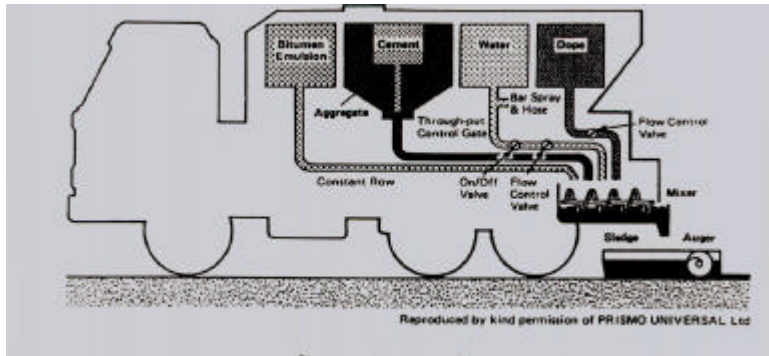 Bitumen
Emulsion
Cement
Water
Dope
Aggregate
Bar Spray
& Hose
Through-put
Control Gate
Flow Control
Valve
Constant Flow
On/Off
Valve
Flow
Control
Valve
Mixer
Sledge
Auger
Reproduced by kind permission of PRISMO UNIVERSAL Ltd